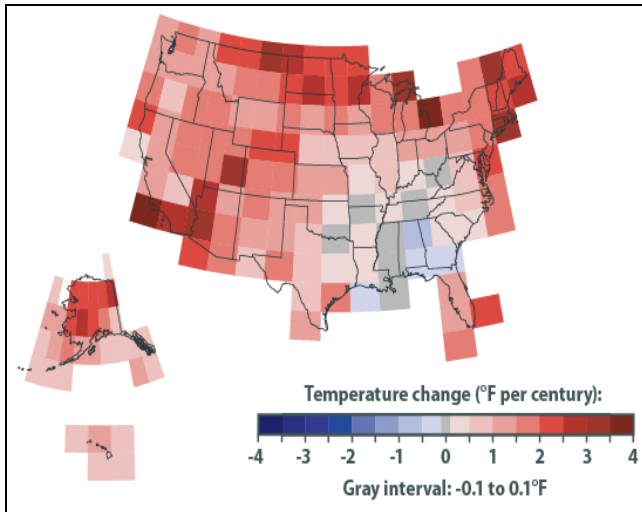 Temperature change (°F per century):
-4 -3 -2 -1 0 1 2 3 4
Gray interval: -0.1 to 0.1°F